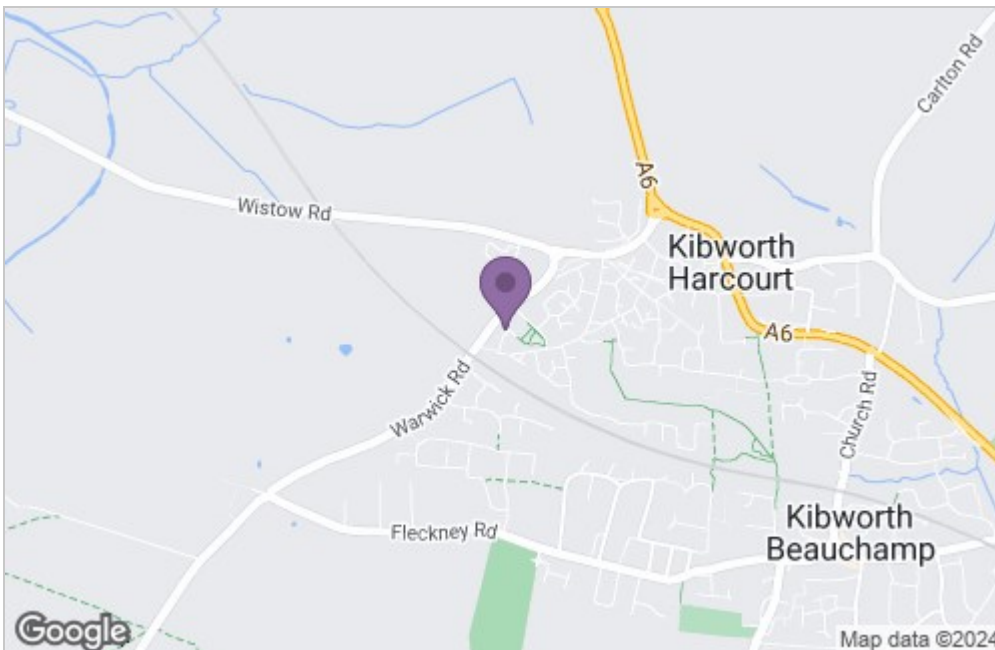 Carlton Rd
A6
Wistow Rd
Kibworth
Harcourt
A6
Warwick Rd
Church Rd
Kibworth
Beauchamp
Fleckney Rd
Google
Map data ©2024